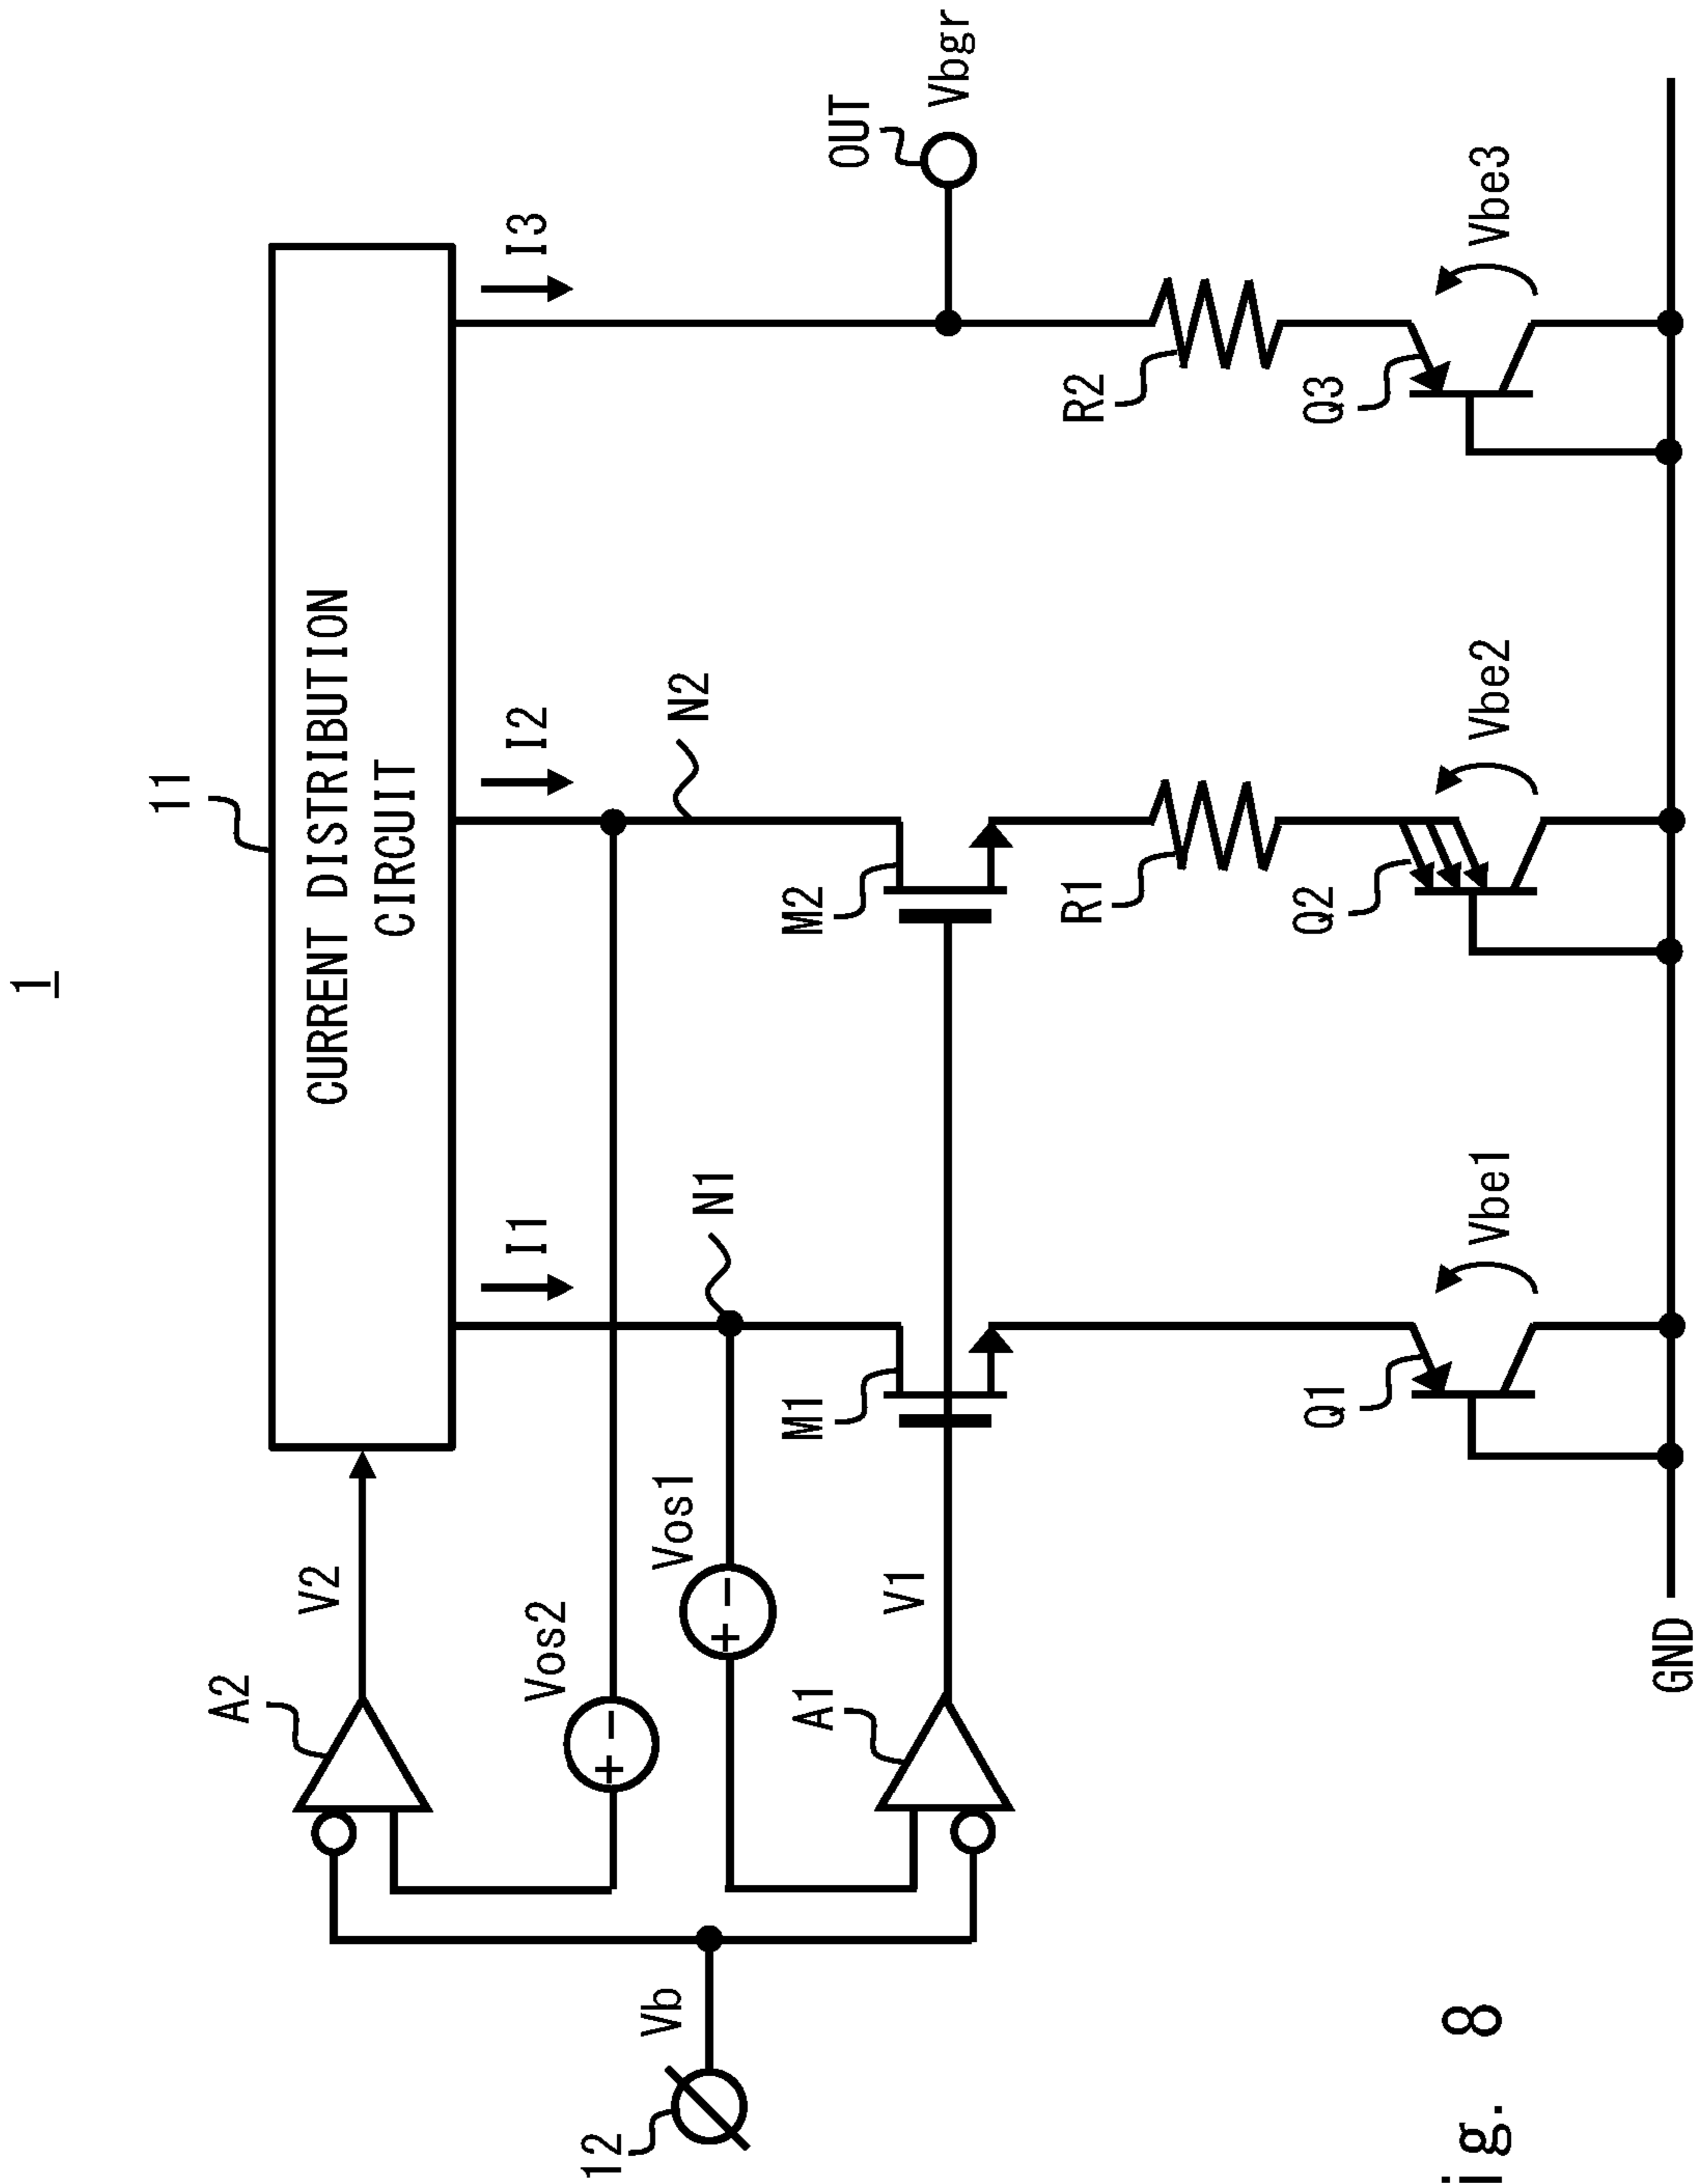 1
11
CURRENT DISTRIBUTION
CIRCUIT
A2
V2
I1
I2
I3
Vos2
N2
Vos1
N1
12
Vb
A1
V1
M1
M2
OUT
Vbgr
R1
R2
Q1
Q2
Q3
Vbe1
Vbe2
Vbe3
GND
ig. 8